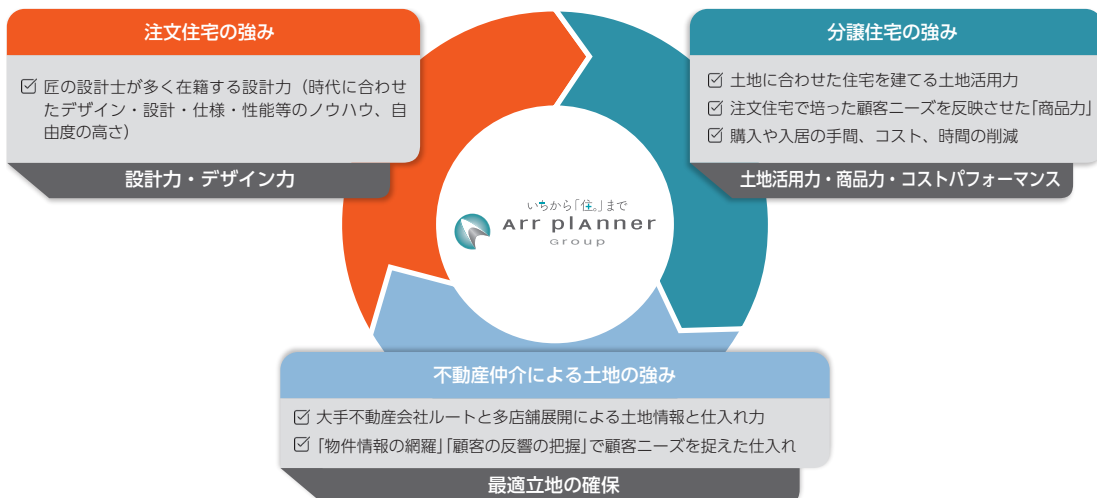 注文住宅の強み
匠の設計士が多く在籍する設計力（時代に合わせ
たデザイン・設計・仕様・性能等のノウハウ、自
由度の高さ）
設計力・デザイン力
分譲住宅の強み
土地に合わせた住宅を建てる土地活用力
注文住宅で培った顧客ニーズを反映させた「商品力」
購入や入居の手間、コスト、時間の削減
土地活用力・商品力・コストパフォーマンス
いちから「住。」まで
Arr plAnner
Group
不動産仲介による土地の強み
大手不動産会社ルートと多店舗展開による土地情報と仕入れ力
「物件情報の網羅」「顧客の反響の把握」で顧客ニーズを捉えた仕入れ
最適立地の確保